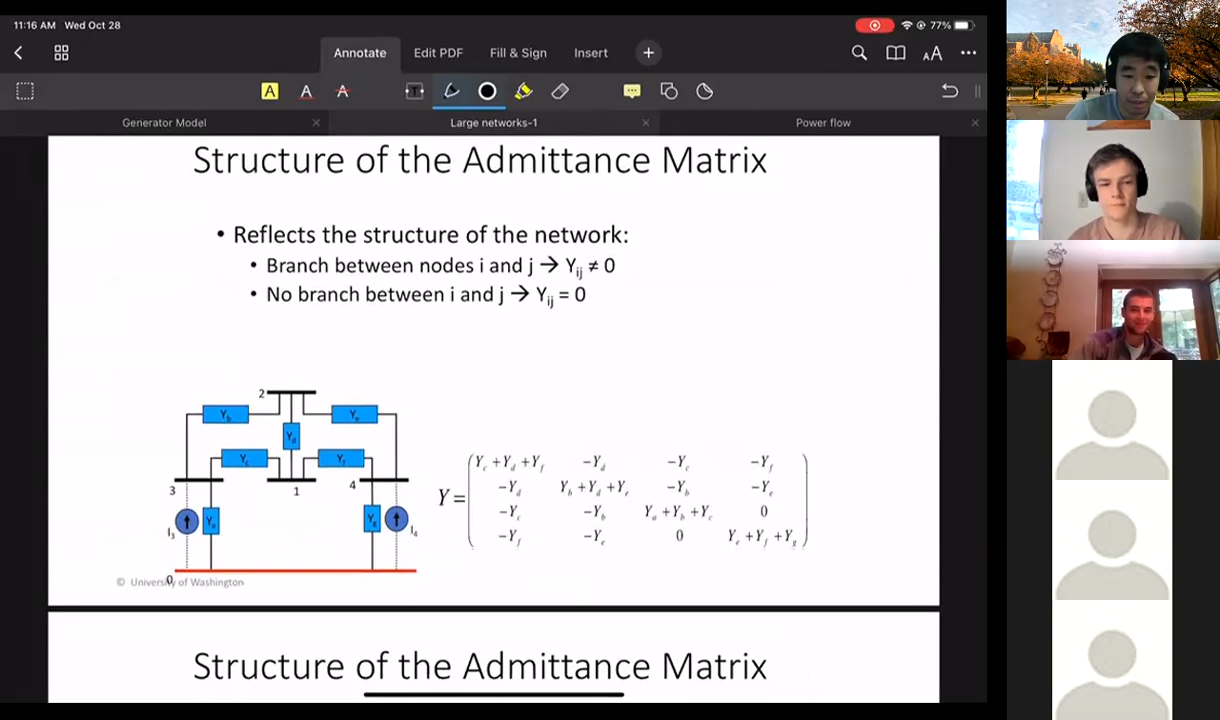 11:16 AM Wed Oct 28
77%
Annotate Edit PDF Fill & Sign Insert +
A A A T AA
Generator Model × Large networks-1 × Power flow ×
Structure of the Admittance Matrix
• Reflects the structure of the network:
• Branch between nodes i and j → Yij ≠ 0
• No branch between i and j → Yij = 0
2
Yb Ye
Yd
Yc Yf
3 1 4
I3 Ya Yg I4
0
Y =
Yc + Yd + Yf −Yd −Yc −Yf
−Yd Yb + Yd + Ye −Yb −Ye
−Yc −Yb Ya + Yb + Yc 0
−Yf −Ye 0 Ye + Yf + Yg
© University of Washington
Structure of the Admittance Matrix